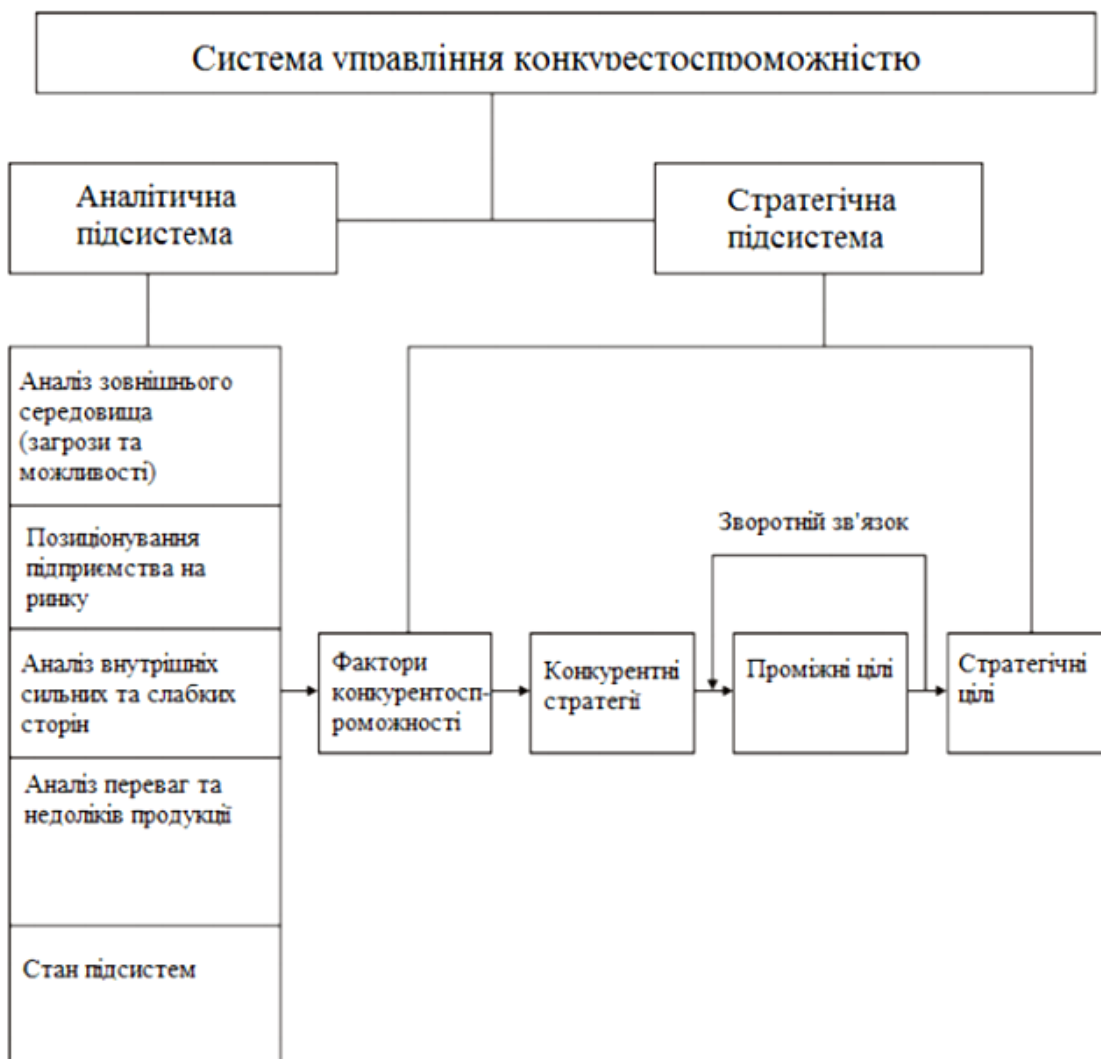 Система управління конкурестоспроможністю
Аналітична
підсистема
Стратегічна
підсистема
Аналіз зовнішнього
середовища
(загрози та
можливості)
Позиціонування
підприємства на
ринку
Аналіз внутрішніх
сильних та слабких
сторін
Аналіз переваг та
недоліків продукції
Стан підсистем
Зворотній зв'язок
Фактори
конкурентосп-
роможності
Конкурентні
стратегії
Проміжні цілі
Стратегічні
цілі